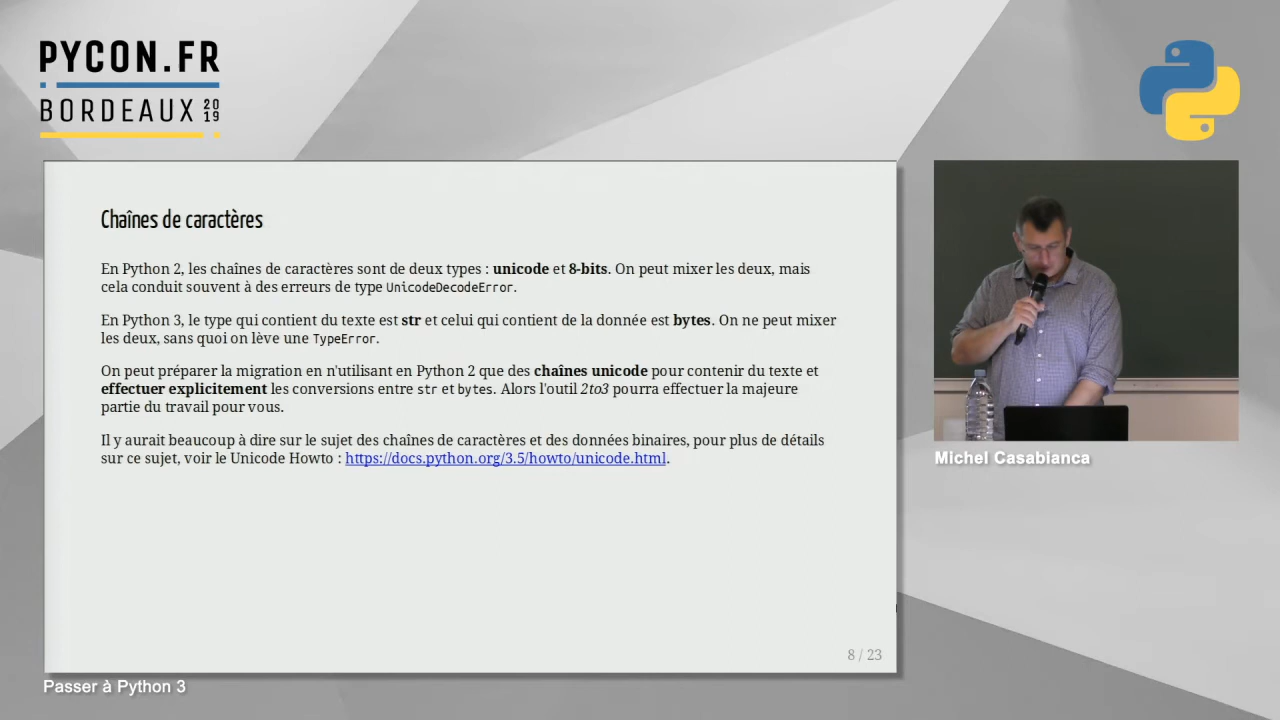 PYCON.FR
BORDEAUX 2019
Chaînes de caractères
En Python 2, les chaînes de caractères sont de deux types : unicode et 8-bits. On peut mixer les deux, mais
cela conduit souvent à des erreurs de type UnicodeDecodeError.
En Python 3, le type qui contient du texte est str et celui qui contient de la donnée est bytes. On ne peut mixer
les deux, sans quoi on lève une TypeError.
On peut préparer la migration en n'utilisant en Python 2 que des chaînes unicode pour contenir du texte et
effectuer explicitement les conversions entre str et bytes. Alors l'outil 2to3 pourra effectuer la majeure
partie du travail pour vous.
Il y aurait beaucoup à dire sur le sujet des chaînes de caractères et des données binaires, pour plus de détails
sur ce sujet, voir le Unicode Howto : https://docs.python.org/3.5/howto/unicode.html.
8 / 23
Michel Casabianca
Passer à Python 3